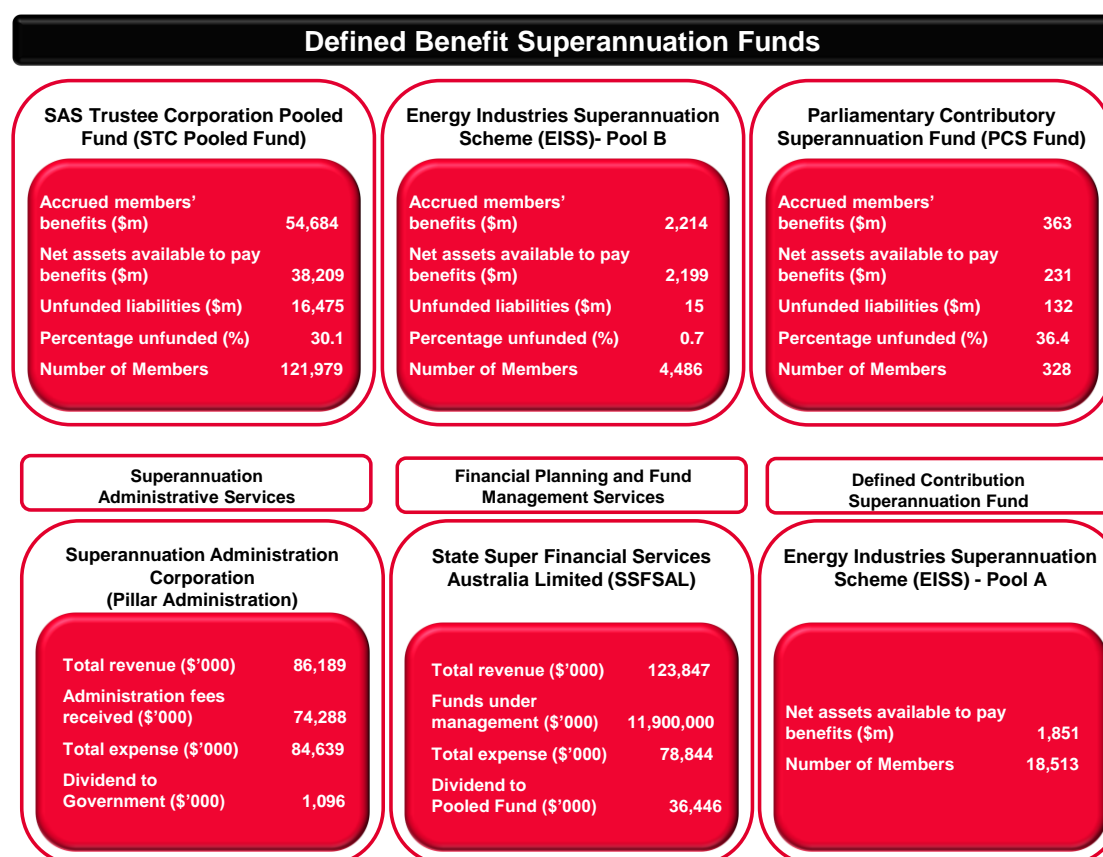 Defined Benefit Superannuation Funds
SAS Trustee Corporation Pooled
Fund (STC Pooled Fund)
Accrued members’
benefits ($m) 54,684
Net assets available to pay
benefits ($m) 38,209
Unfunded liabilities ($m) 16,475
Percentage unfunded (%) 30.1
Number of Members 121,979
Energy Industries Superannuation
Scheme (EISS)- Pool B
Accrued members’
benefits ($m) 2,214
Net assets available to pay
benefits ($m) 2,199
Unfunded liabilities ($m) 15
Percentage unfunded (%) 0.7
Number of Members 4,486
Parliamentary Contributory
Superannuation Fund (PCS Fund)
Accrued members’
benefits ($m) 363
Net assets available to pay
benefits ($m) 231
Unfunded liabilities ($m) 132
Percentage unfunded (%) 36.4
Number of Members 328
Superannuation
Administrative Services
Superannuation Administration
Corporation
(Pillar Administration)
Total revenue ($’000) 86,189
Administration fees
received ($’000) 74,288
Total expense ($’000) 84,639
Dividend to
Government ($’000) 1,096
Financial Planning and Fund
Management Services
State Super Financial Services
Australia Limited (SSFSAL)
Total revenue ($’000) 123,847
Funds under
management ($’000) 11,900,000
Total expense ($’000) 78,844
Dividend to
Pooled Fund ($’000) 36,446
Defined Contribution
Superannuation Fund
Energy Industries Superannuation
Scheme (EISS) - Pool A
Net assets available to pay
benefits ($m) 1,851
Number of Members 18,513